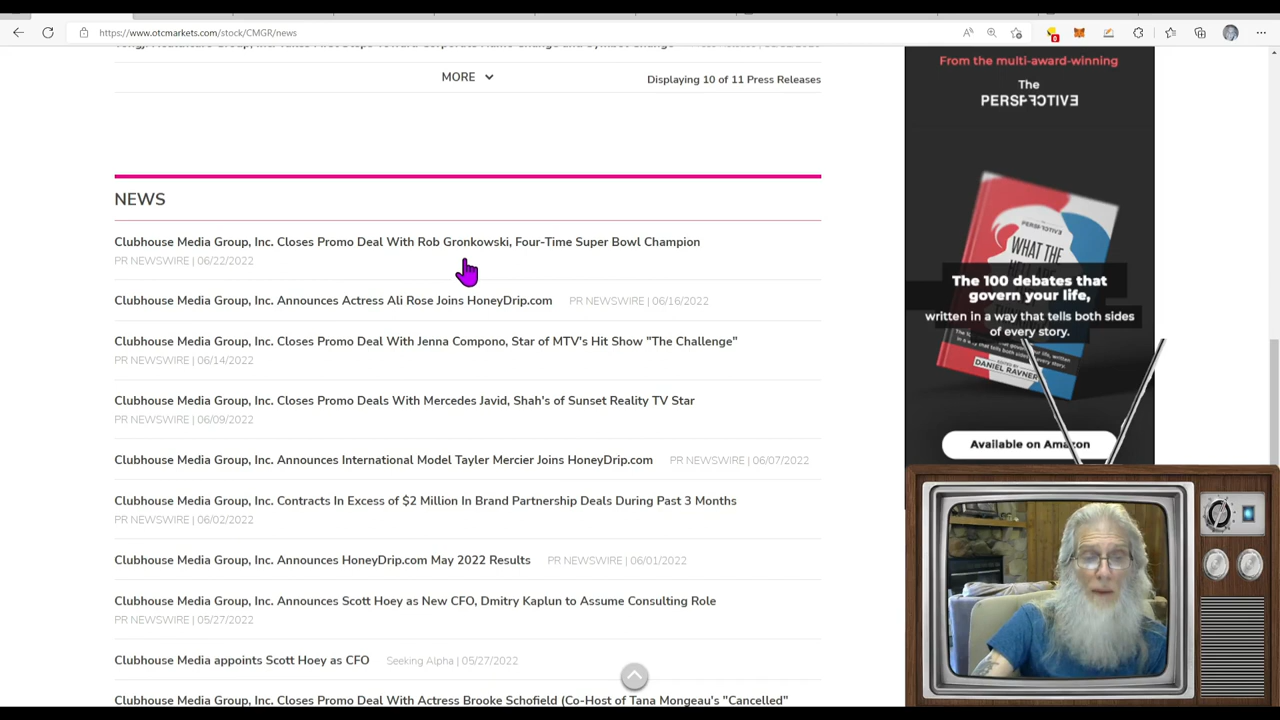 https://www.otcmarkets.com/stock/CMGR/news
MORE
Displaying 10 of 11 Press Releases
NEWS
Clubhouse Media Group, Inc. Closes Promo Deal With Rob Gronkowski, Four-Time Super Bowl Champion
PR NEWSWIRE | 06/22/2022
Clubhouse Media Group, Inc. Announces Actress Ali Rose Joins HoneyDrip.com PR NEWSWIRE | 06/16/2022
Clubhouse Media Group, Inc. Closes Promo Deal With Jenna Compono, Star of MTV's Hit Show "The Challenge"
PR NEWSWIRE | 06/14/2022
Clubhouse Media Group, Inc. Closes Promo Deals With Mercedes Javid, Shah's of Sunset Reality TV Star
PR NEWSWIRE | 06/09/2022
Clubhouse Media Group, Inc. Announces International Model Tayler Mercier Joins HoneyDrip.com PR NEWSWIRE | 06/07/2022
Clubhouse Media Group, Inc. Contracts In Excess of $2 Million In Brand Partnership Deals During Past 3 Months
PR NEWSWIRE | 06/02/2022
Clubhouse Media Group, Inc. Announces HoneyDrip.com May 2022 Results PR NEWSWIRE | 06/01/2022
Clubhouse Media Group, Inc. Announces Scott Hoey as New CFO, Dmitry Kaplun to Assume Consulting Role
PR NEWSWIRE | 05/27/2022
Clubhouse Media appoints Scott Hoey as CFO Seeking Alpha | 05/27/2022
Clubhouse Media Group, Inc. Closes Promo Deal With Actress Brooke Schofield (Co-Host of Tana Mongeau's "Cancelled"
From the multi-award-winning
The
PERSPECTIVE
WHAT THE
HELL ARE
The 100 debates that
govern your life,
written in a way that tells both sides
of every story.
DANIEL RAVNER
Available on Amazon